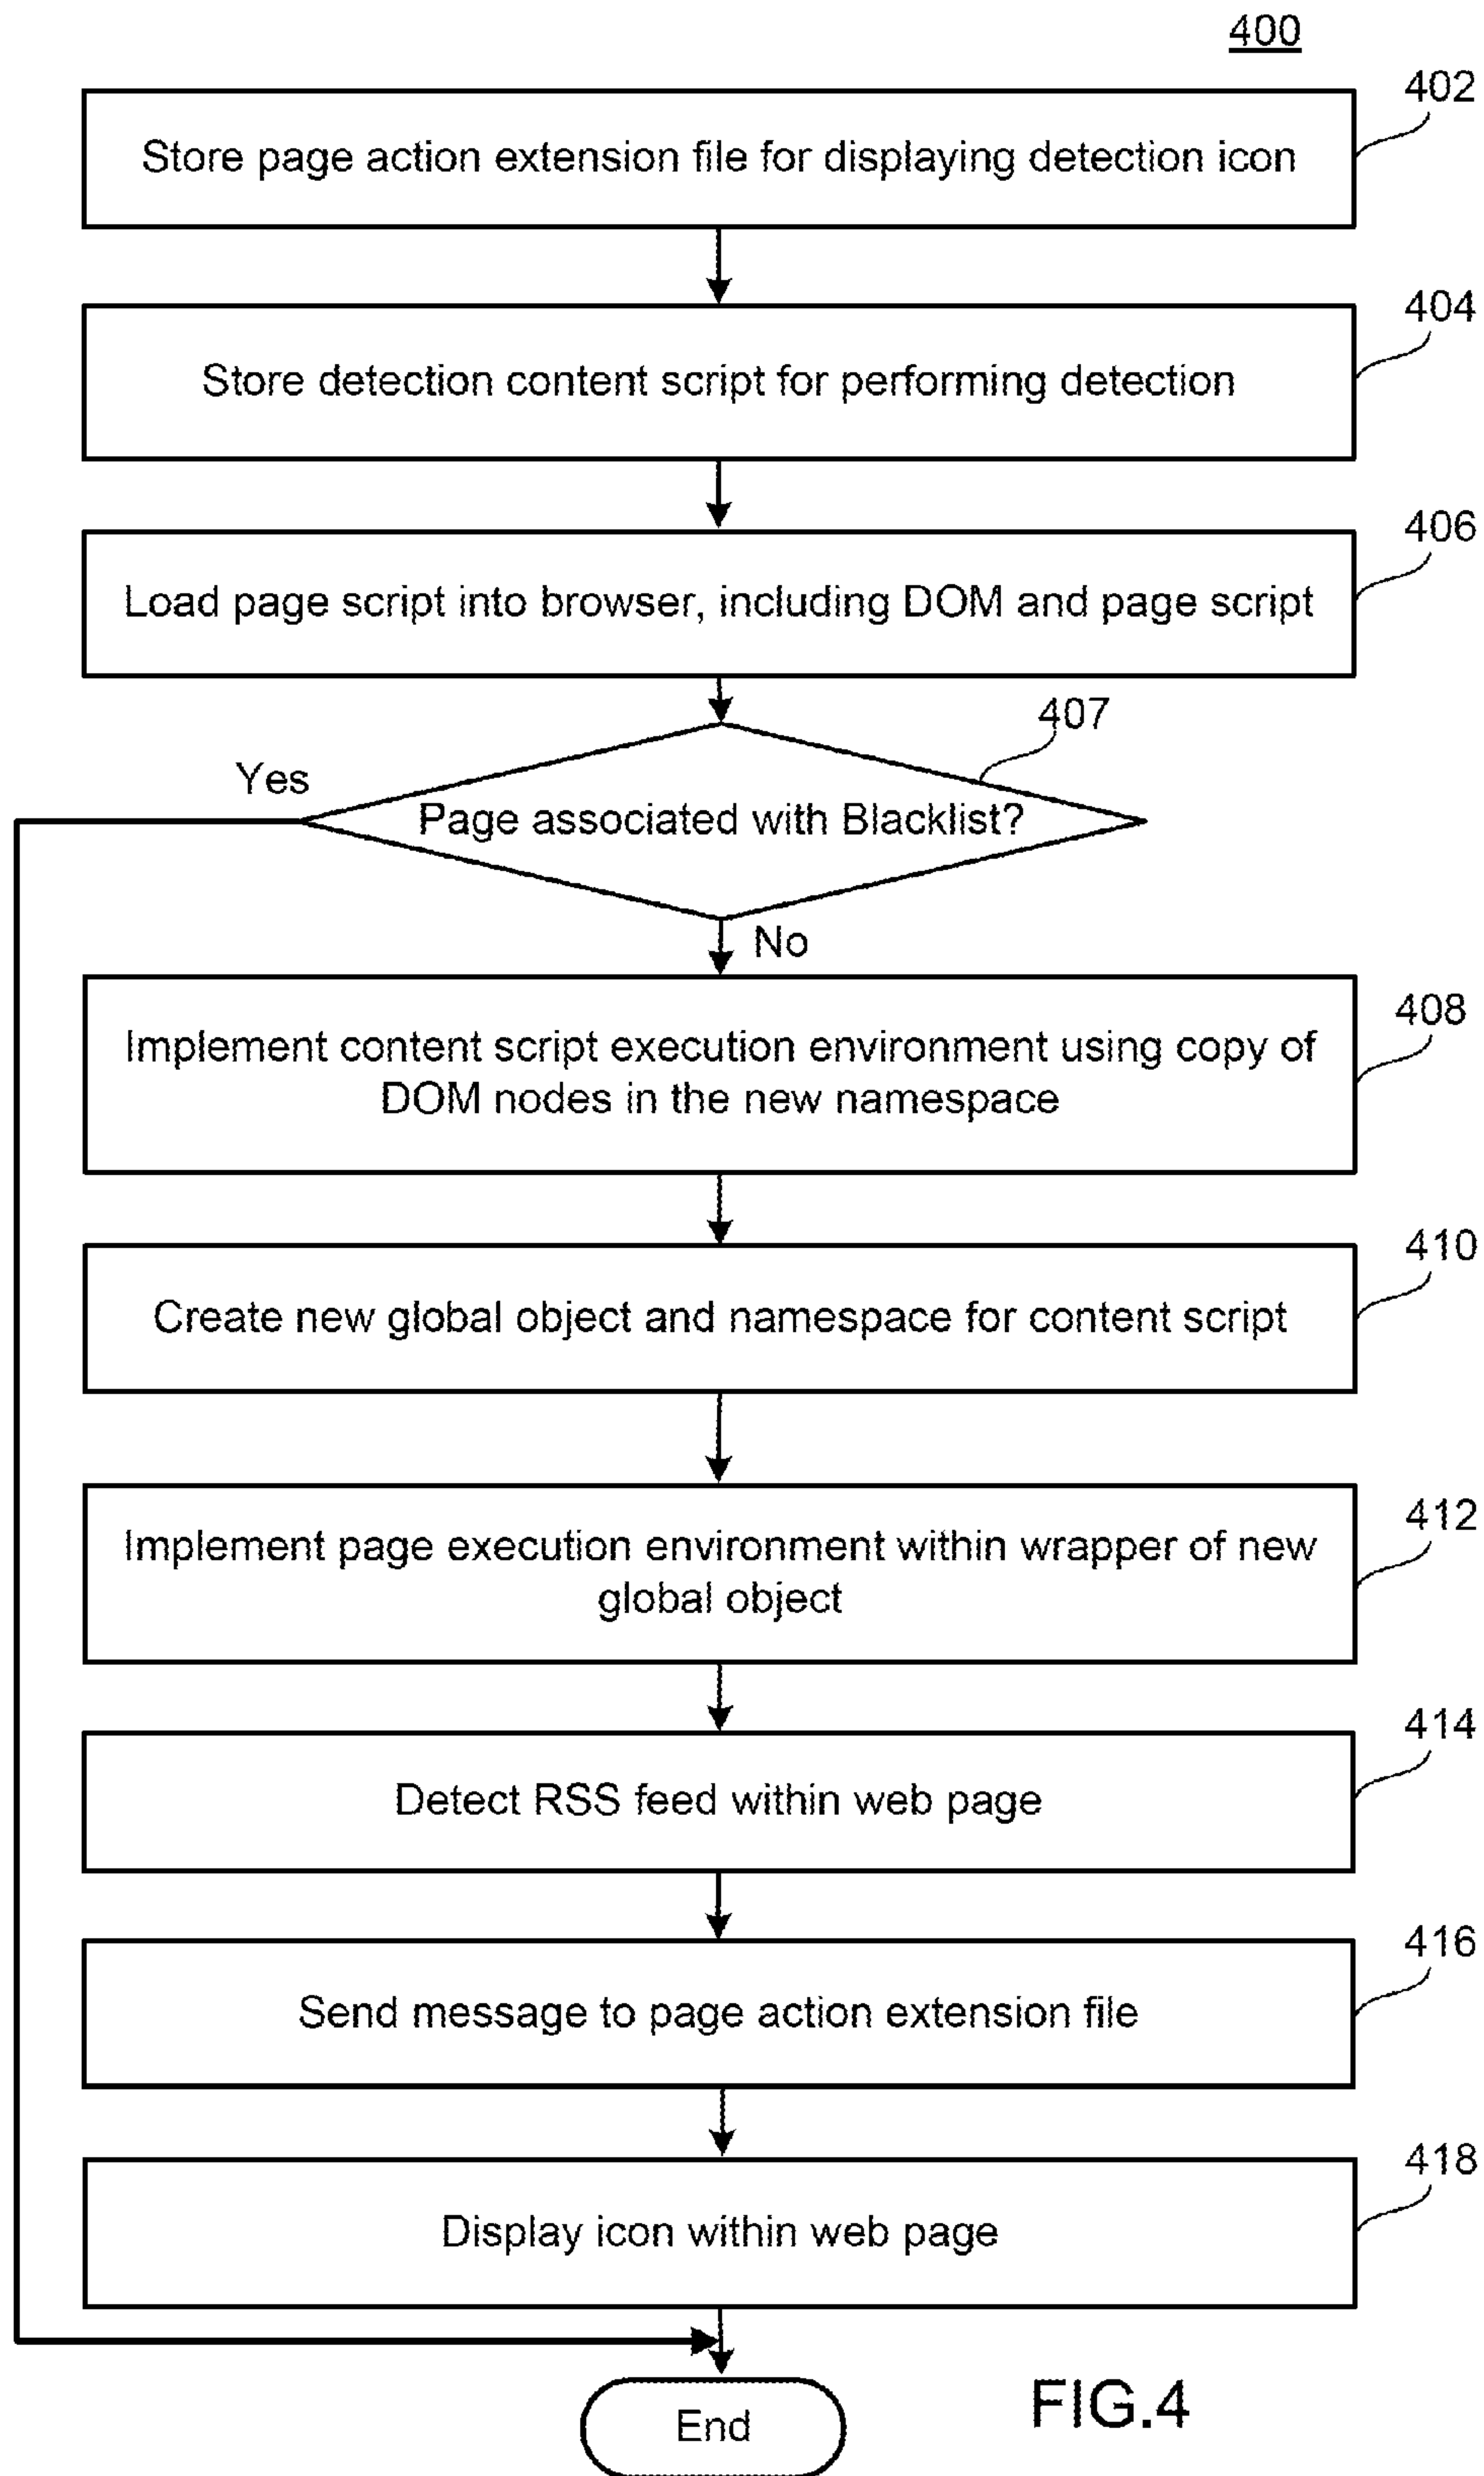 400
402
Store page action extension file for displaying detection icon
404
Store detection content script for performing detection
406
Load page script into browser, including DOM and page script
407
Yes
Page associated with Blacklist?
No
408
Implement content script execution environment using copy of
DOM nodes in the new namespace
410
Create new global object and namespace for content script
412
Implement page execution environment within wrapper of new
global object
414
Detect RSS feed within web page
416
Send message to page action extension file
418
Display icon within web page
End
FIG.4